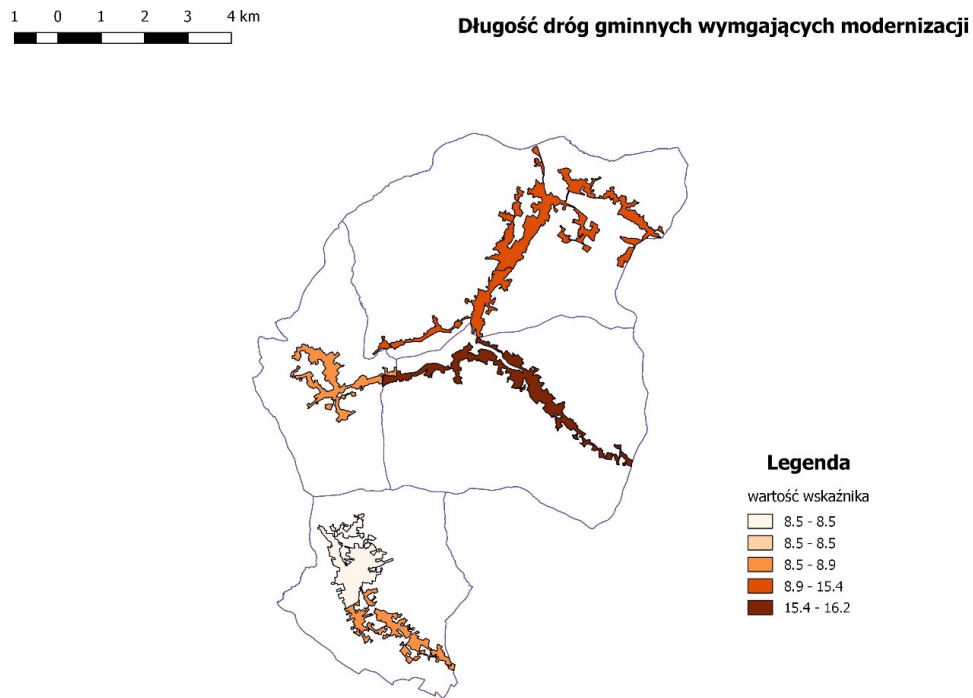 1 0 1 2 3 4 km
Długość dróg gminnych wymgających modernizacji
Legenda
wartość wskaźnika
8.5 - 8.5
8.5 - 8.5
8.5 - 8.9
8.9 - 15.4
15.4 - 16.2